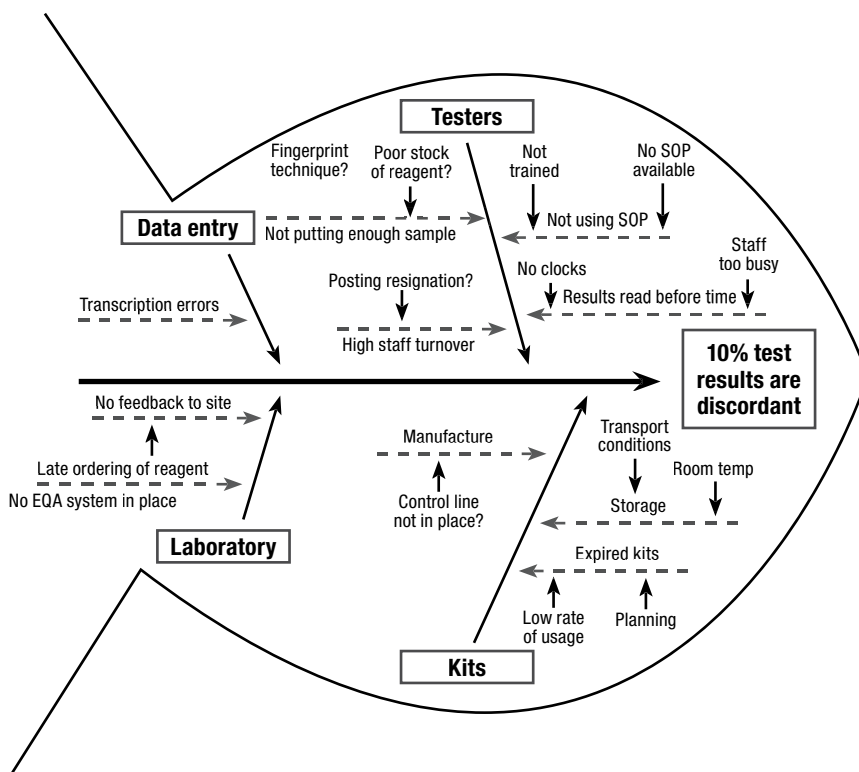 Testers
Fingerprint
technique?
Poor stock
of reagent?
Not
trained
No SOP
available
Data entry
Not putting enough sample
Not using SOP
Transcription errors
Posting resignation?
High staff turnover
No clocks
Staff
too busy
Results read before time
10% test
results are
discordant
No feedback to site
Late ordering of reagent
No EQA system in place
Laboratory
Manufacture
Control line
not in place?
Transport
conditions
Room temp
Storage
Expired kits
Low rate
of usage
Planning
Kits